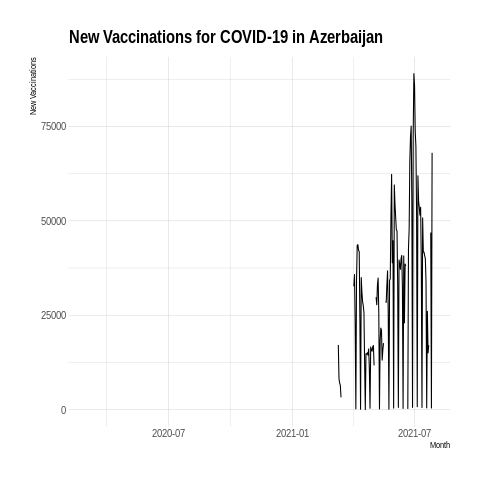 New Vaccinations for COVID-19 in Azerbaijan
New Vaccinations
75000
50000
25000
0
2020-07
2021-01
2021-07
Month